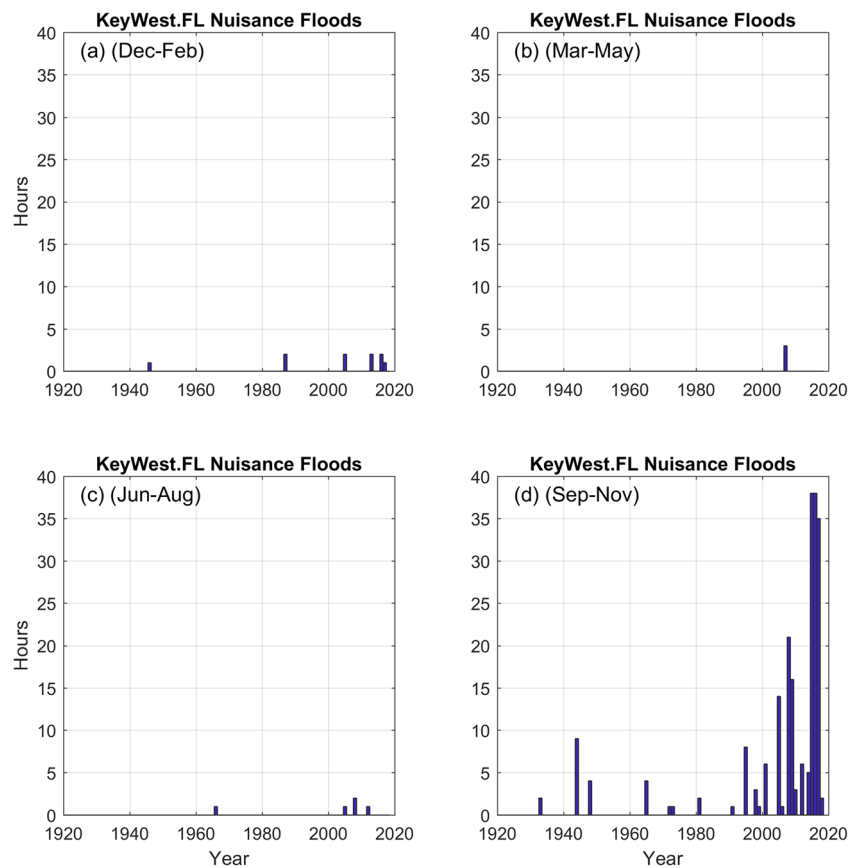 KeyWest.FL Nuisance Floods
(a) (Dec-Feb)
40
35
30
25
20
15
10
5
0
Hours
1920 1940 1960 1980 2000 2020
KeyWest.FL Nuisance Floods
(b) (Mar-May)
40
35
30
25
20
15
10
5
0
1920 1940 1960 1980 2000 2020
KeyWest.FL Nuisance Floods
(c) (Jun-Aug)
40
35
30
25
20
15
10
5
0
Hours
1920 1940 1960 1980 2000 2020
Year
KeyWest.FL Nuisance Floods
(d) (Sep-Nov)
40
35
30
25
20
15
10
5
0
1920 1940 1960 1980 2000 2020
Year